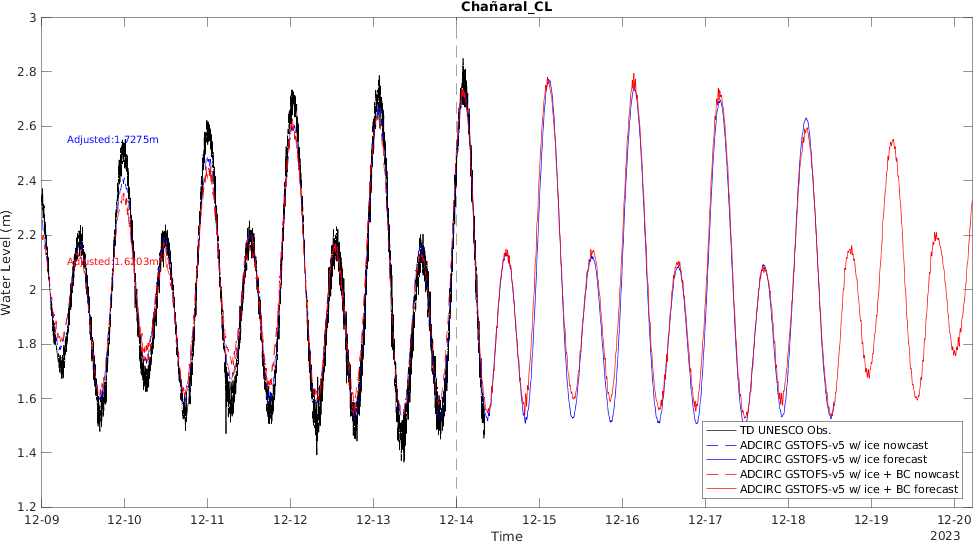 Chañaral_CL
3
2.8
2.6
2.4
2.2
2
1.8
1.6
1.4
1.2
Water Level (m)
Adjusted:1.7275m
Adjusted:1.6203m
TD UNESCO Obs.
ADCIRC GSTOFS-v5 w/ ice nowcast
ADCIRC GSTOFS-v5 w/ ice forecast
ADCIRC GSTOFS-v5 w/ ice + BC nowcast
ADCIRC GSTOFS-v5 w/ ice + BC forecast
12-09 12-10 12-11 12-12 12-13 12-14 12-15 12-16 12-17 12-18 12-19 12-20
Time
2023